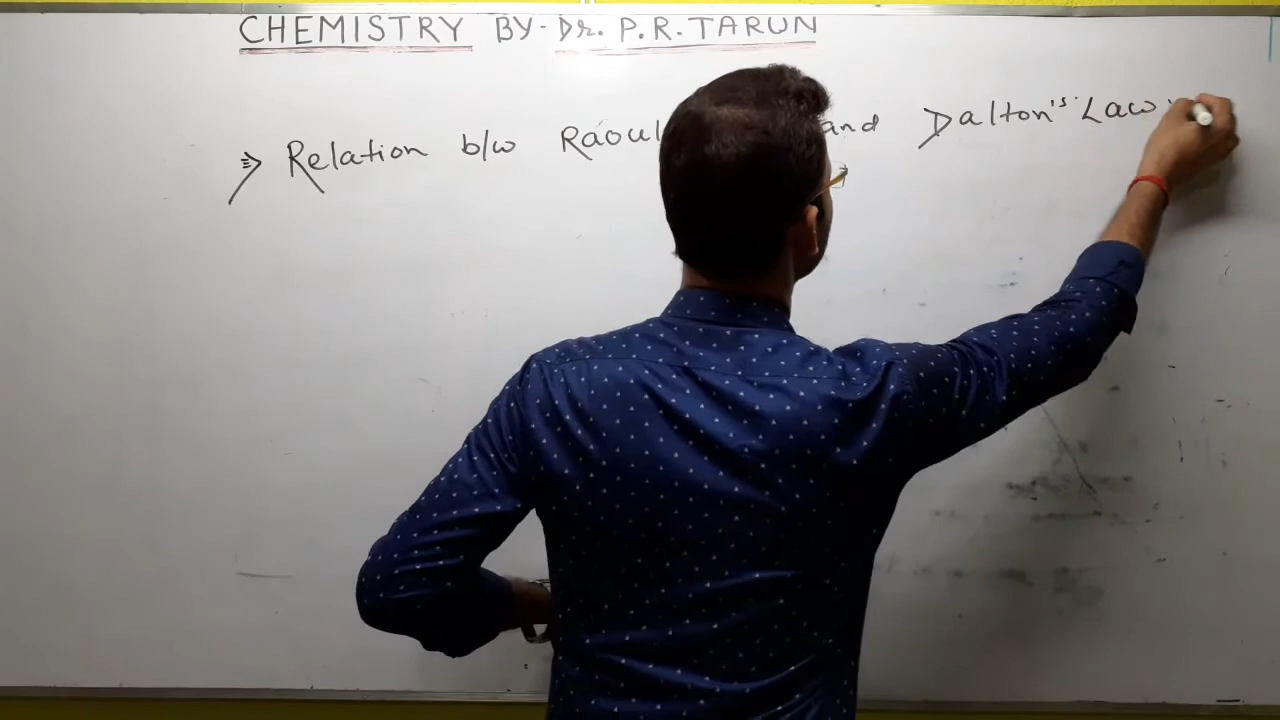 CHEMISTRY BY- Dr. P.R. TARUN
⇒ Relation b/w Raoul and Dalton's Law